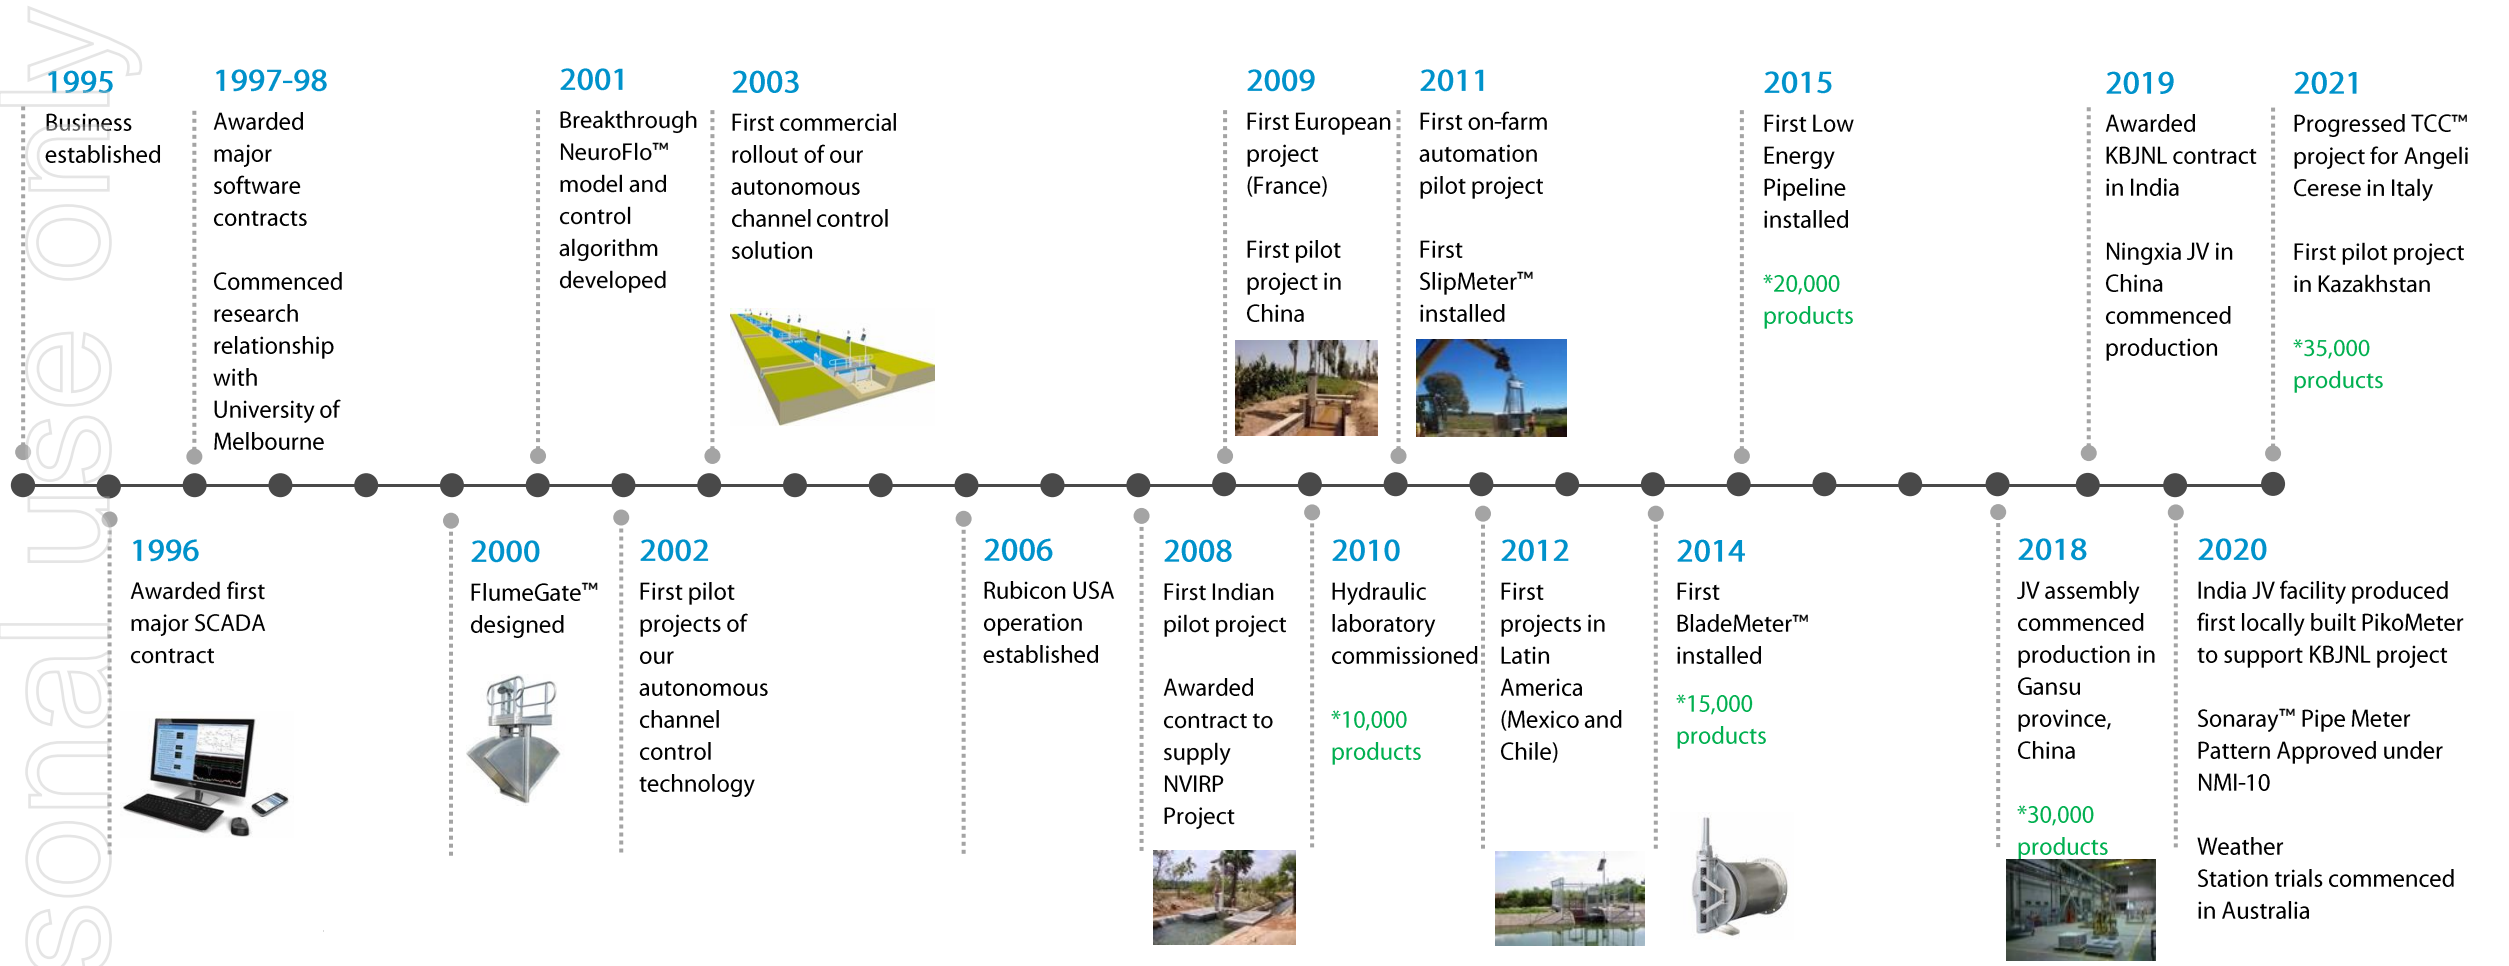 sonal use only
1995
Business
established
1997-98
Awarded
major
software
contracts
Commenced
research
relationship
with
University of
Melbourne
2001
Breakthrough
NeuroFlo™
model and
control
algorithm
developed
2003
First commercial
rollout of our
autonomous
channel control
solution
2009
First European
project
(France)
First pilot
project in
China
2011
First on-farm
automation
pilot project
First
SlipMeter™
installed
2015
First Low
Energy
Pipeline
installed
*20,000
products
2019
Awarded
KBJNL contract
in India
Ningxia JV in
China
commenced
production
2021
Progressed TCC™
project for Angeli
Cerese in Italy
First pilot project
in Kazakhstan
*35,000
products
1996
Awarded first
major SCADA
contract
2000
FlumeGate™
designed
2002
First pilot
projects of
our
autonomous
channel
control
technology
2006
Rubicon USA
operation
established
2008
First Indian
pilot project
Awarded
contract to
supply
NVIRP
Project
2010
Hydraulic
laboratory
commissioned
*10,000
products
2012
First
projects in
Latin
America
(Mexico and
Chile)
2014
First
BladeMeter™
installed
*15,000
products
2018
JV assembly
commenced
production in
Gansu
province,
China
*30,000
products
2020
India JV facility produced
first locally built PikoMeter
to support KBJNL project
Sonaray™ Pipe Meter
Pattern Approved under
NMI-10
Weather
Station trials commenced
in Australia